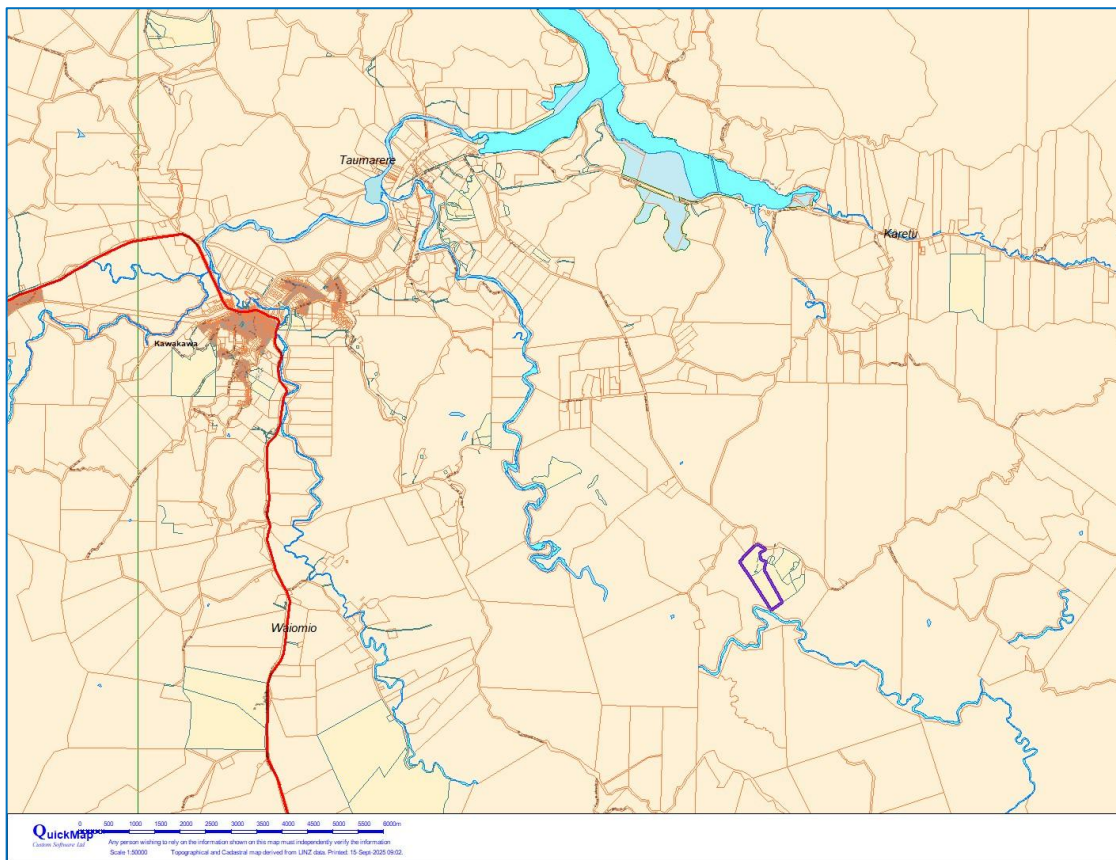 Taumarere
Karetu
Kawakawa
Waiomio
QuickMap
Custom Software Ltd
0 500 1000 1500 2000 2500 3000 3500 4000 4500 5000 5500 6000m
Any person wishing to rely on the information shown on this map must independently verify the information
Scale 1:50000 Topographical and Cadastral map derived from LINZ data. Printed: 15-Sept-2025 09:02.